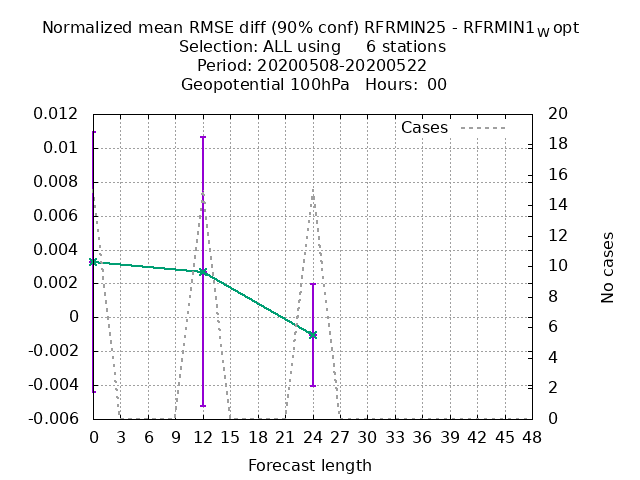 Normalized mean RMSE diff (90% conf) RFRMIN25 - RFRMIN1w opt
Selection: ALL using 6 stations
Period: 20200508-20200522
Geopotential 100hPa Hours: 00
Cases
0.012
0.01
0.008
0.006
0.004
0.002
0
-0.002
-0.004
-0.006
20
18
16
14
12
10
8
6
4
2
0
No cases
0 3 6 9 12 15 18 21 24 27 30 33 36 39 42 45 48
Forecast length